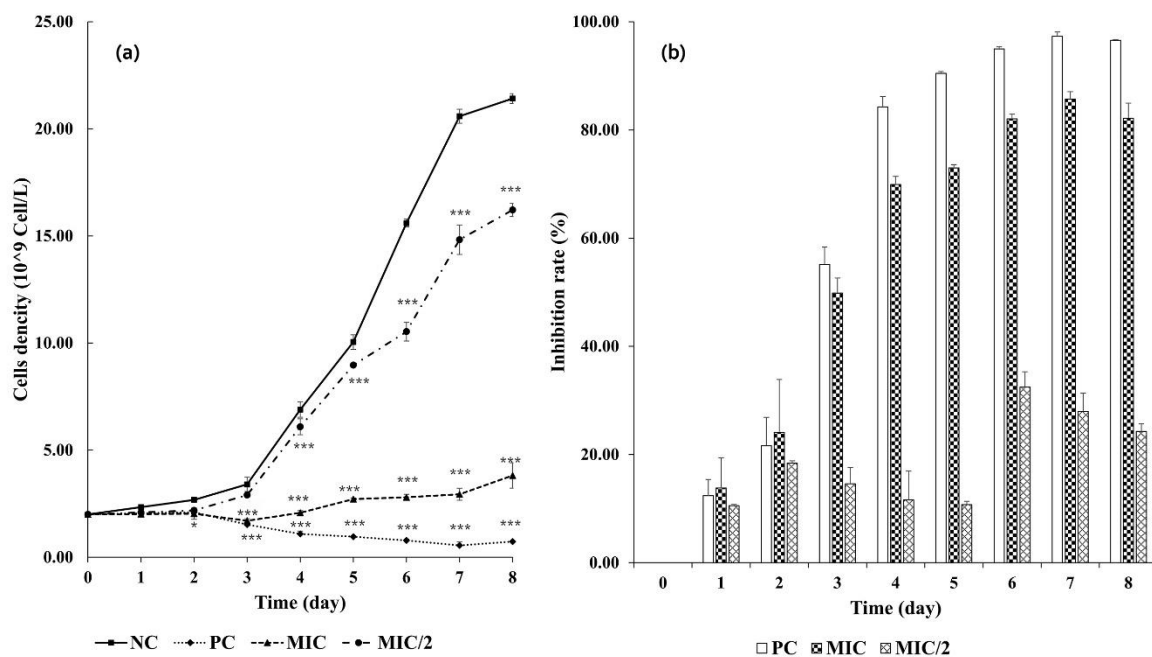 25.00
(a)
20.00
***
***
15.00
***
10.00
***
5.00
***
*** *** *** *** *** ***
* *** *** *** *** *** ***
0.00
0 1 2 3 4 5 6 7 8
Cells dencity (10^9 Cell/L)
Time (day)
NC PC MIC MIC/2
100.00
(b)
80.00
60.00
40.00
20.00
0.00
0 1 2 3 4 5 6 7 8
Inhibition rate (%)
Time (day)
PC MIC MIC/2